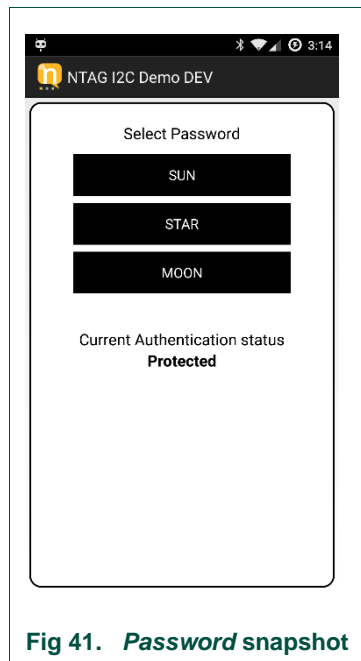 3:14
NTAG I2C Demo DEV
Select Password
SUN
STAR
MOON
Current Authentication status
Protected
Fig 41. Password snapshot